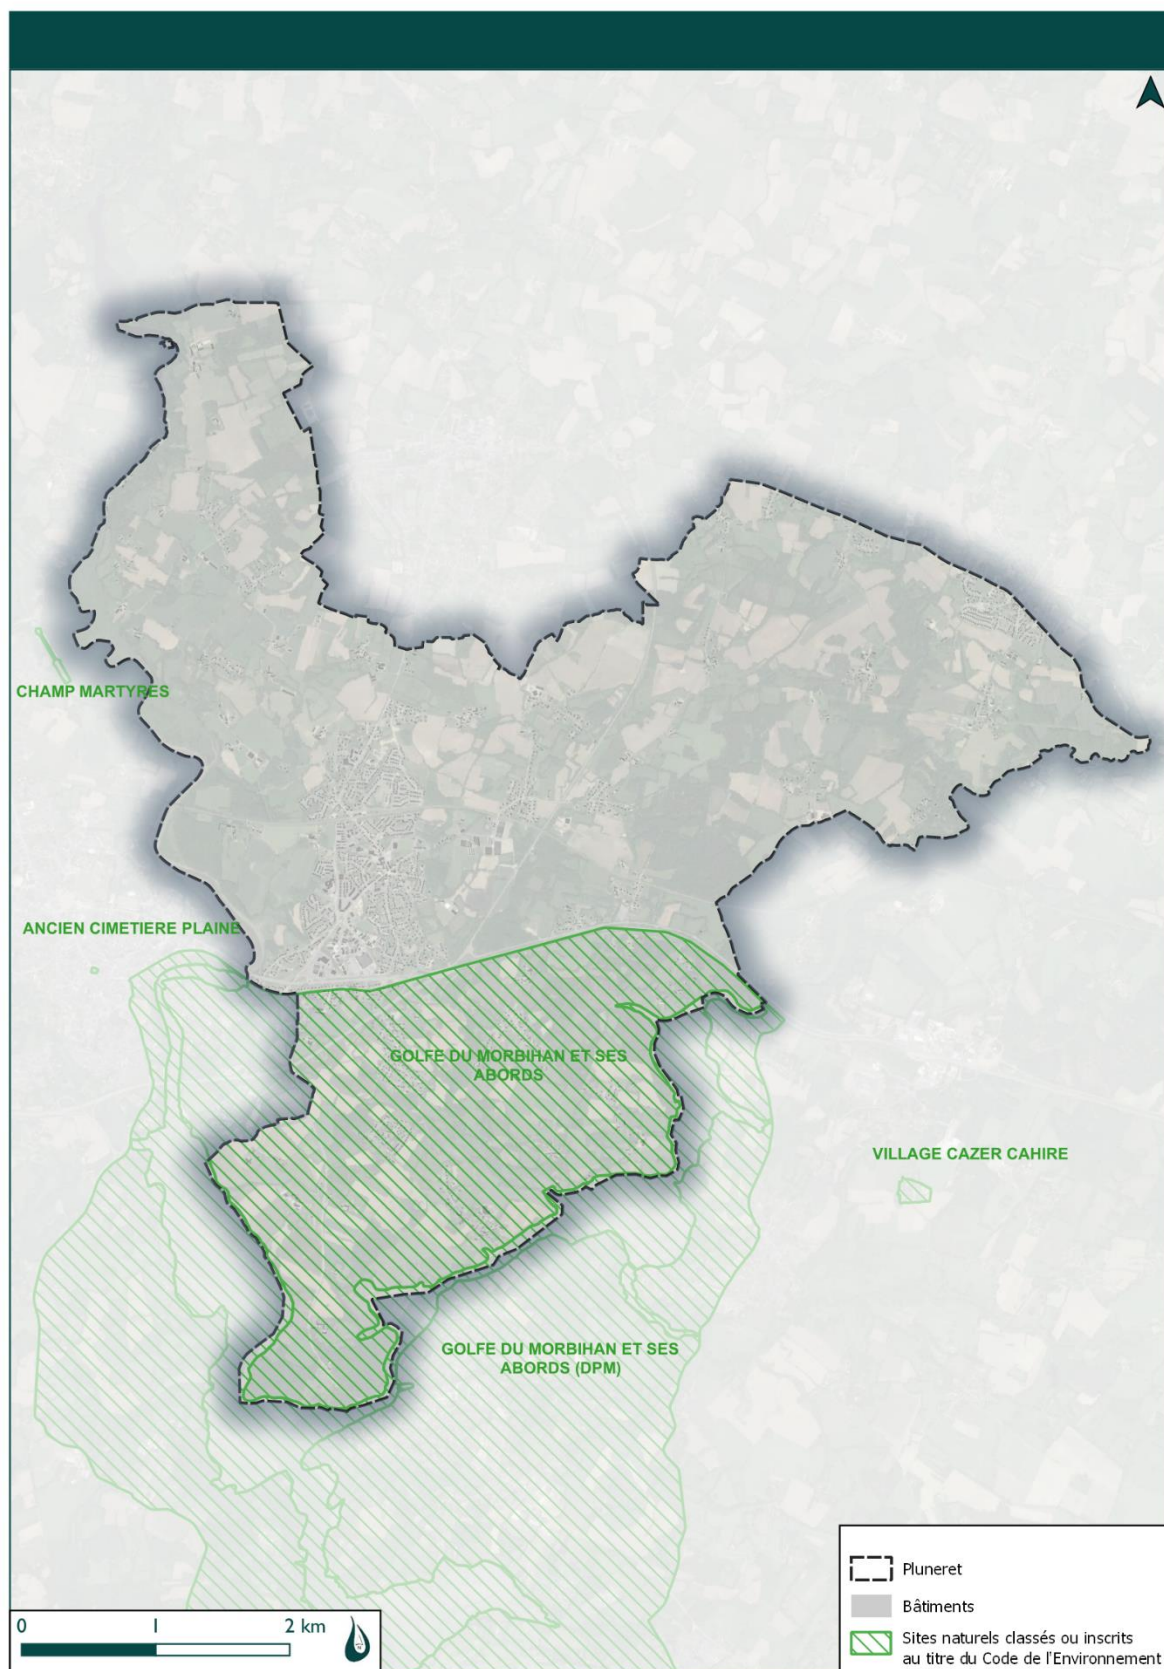 CHAMP MARTYRES
ANCIEN CIMETIERE PLAINE
GOLFE DU MORBIHAN ET SES
ABORDS
VILLAGE CAZER CAHIRE
GOLFE DU MORBIHAN ET SES
ABORDS (DPM)
0 1 2 km
Pluneret
Bâtiments
Sites naturels classés ou inscrits
au titre du Code de l'Environnement